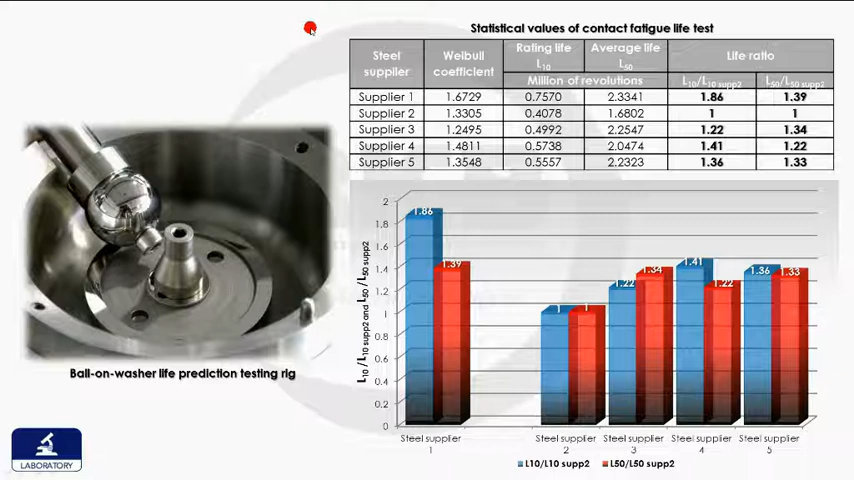 Statistical values of contact fatigue life test
Steel supplier | Weibull coefficient | Rating life L10 | Average life L50 | Life ratio
Million of revolutions | L10/L10 supp2 | L50/L50 supp2
Supplier 1 | 1.6729 | 0.7570 | 2.3341 | 1.86 | 1.39
Supplier 2 | 1.3305 | 0.4078 | 1.6802 | 1 | 1
Supplier 3 | 1.2495 | 0.4992 | 2.2547 | 1.22 | 1.34
Supplier 4 | 1.4811 | 0.5738 | 2.0474 | 1.41 | 1.22
Supplier 5 | 1.3548 | 0.5557 | 2.2323 | 1.36 | 1.33
L10/L10 supp2 and L50/L50 supp2
2
1.8
1.6
1.4
1.2
1
0.8
0.6
0.4
0.2
0
1.86 1.39 1 1 1.22 1.34 1.41 1.22 1.36 1.33
Steel supplier 1
Steel supplier 2
Steel supplier 3
Steel supplier 4
Steel supplier 5
L10/L10 supp2 L50/L50 supp2
Ball-on-washer life prediction testing rig
LABORATORY